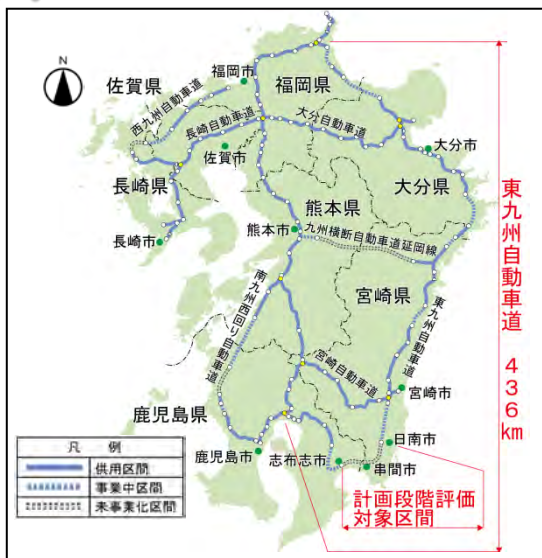 N
佐賀県
福岡市
福岡県
西九州自動車道
長崎自動車道
大分自動車道
佐賀市
大分市
大分県
長崎県
熊本県
熊本市
九州横断自動車道延岡線
長崎市
宮崎県
南九州西回り自動車道
東九州自動車道
宮崎自動車道
宮崎市
鹿児島県
日南市
鹿児島市
志布志市
串間市
東九州自動車道 436km
計画段階評価
対象区間
凡 例
供用区間
事業中区間
未事業化区間